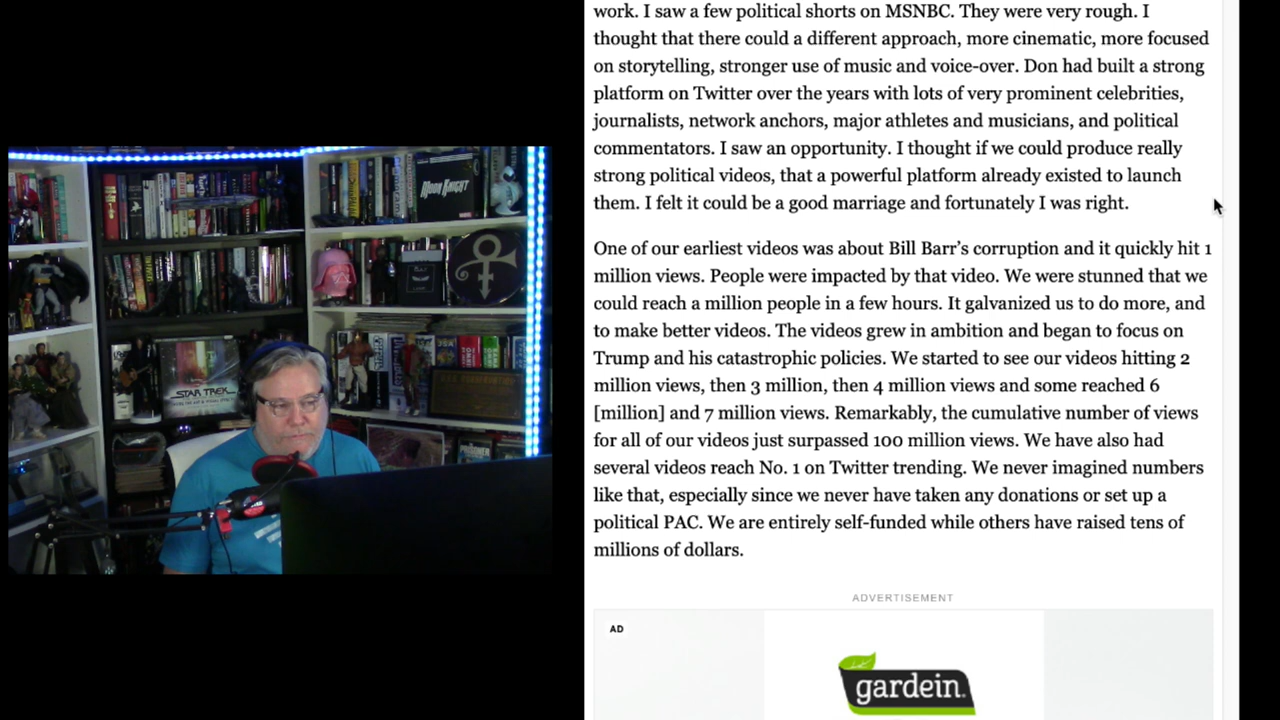 work. I saw a few political shorts on MSNBC. They were very rough. I
thought that there could a different approach, more cinematic, more focused
on storytelling, stronger use of music and voice-over. Don had built a strong
platform on Twitter over the years with lots of very prominent celebrities,
journalists, network anchors, major athletes and musicians, and political
commentators. I saw an opportunity. I thought if we could produce really
strong political videos, that a powerful platform already existed to launch
them. I felt it could be a good marriage and fortunately I was right.
One of our earliest videos was about Bill Barr’s corruption and it quickly hit 1
million views. People were impacted by that video. We were stunned that we
could reach a million people in a few hours. It galvanized us to do more, and
to make better videos. The videos grew in ambition and began to focus on
Trump and his catastrophic policies. We started to see our videos hitting 2
million views, then 3 million, then 4 million views and some reached 6
[million] and 7 million views. Remarkably, the cumulative number of views
for all of our videos just surpassed 100 million views. We have also had
several videos reach No. 1 on Twitter trending. We never imagined numbers
like that, especially since we never have taken any donations or set up a
political PAC. We are entirely self-funded while others have raised tens of
millions of dollars.
ADVERTISEMENT
AD
gardein.
MOON KNIGHT
STAR TREK